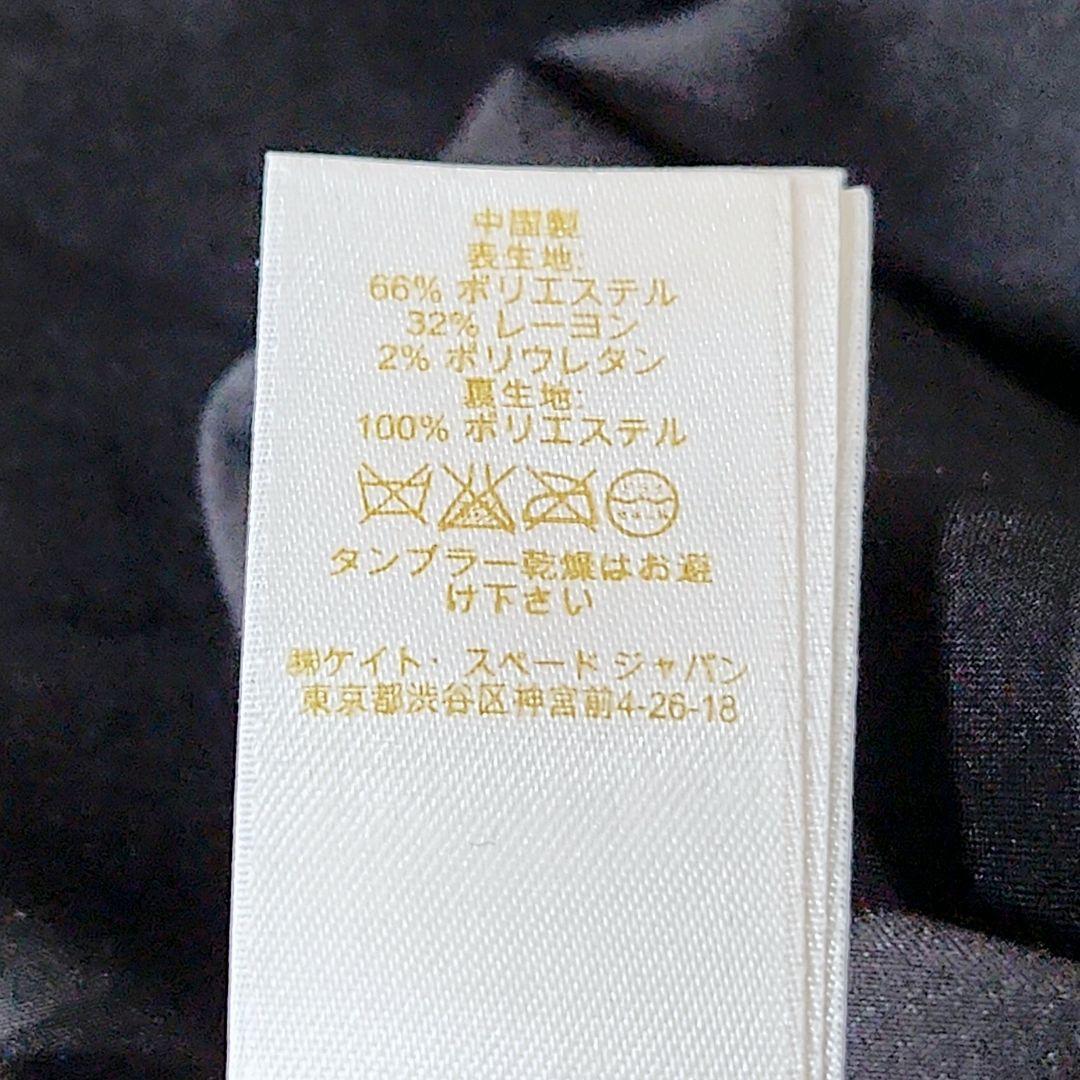 中国製
表生地:
66% ポリエステル
32% レーヨン
2% ポリウレタン
裏生地:
100% ポリエステル
タンブラー乾燥はお避
け下さい
㈱ケイト・スペード ジャパン
東京都渋谷区神宮前4-26-18